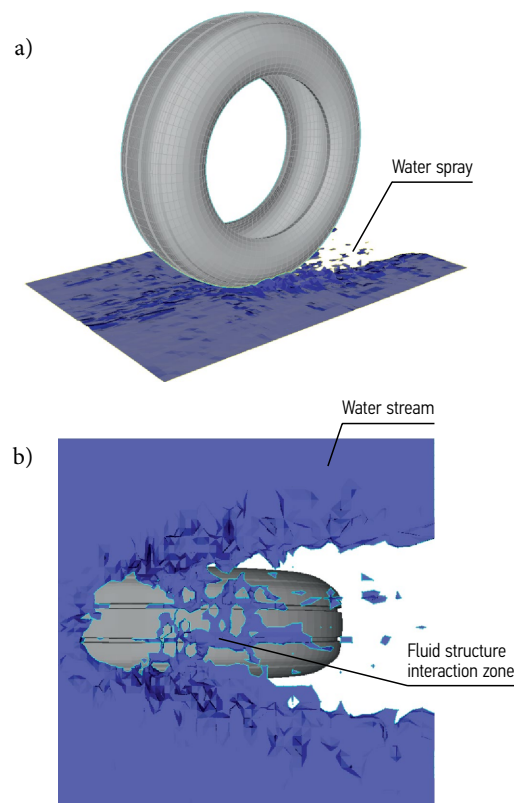 a)
Water spray
Water stream
b)
Fluid structure
interaction zone